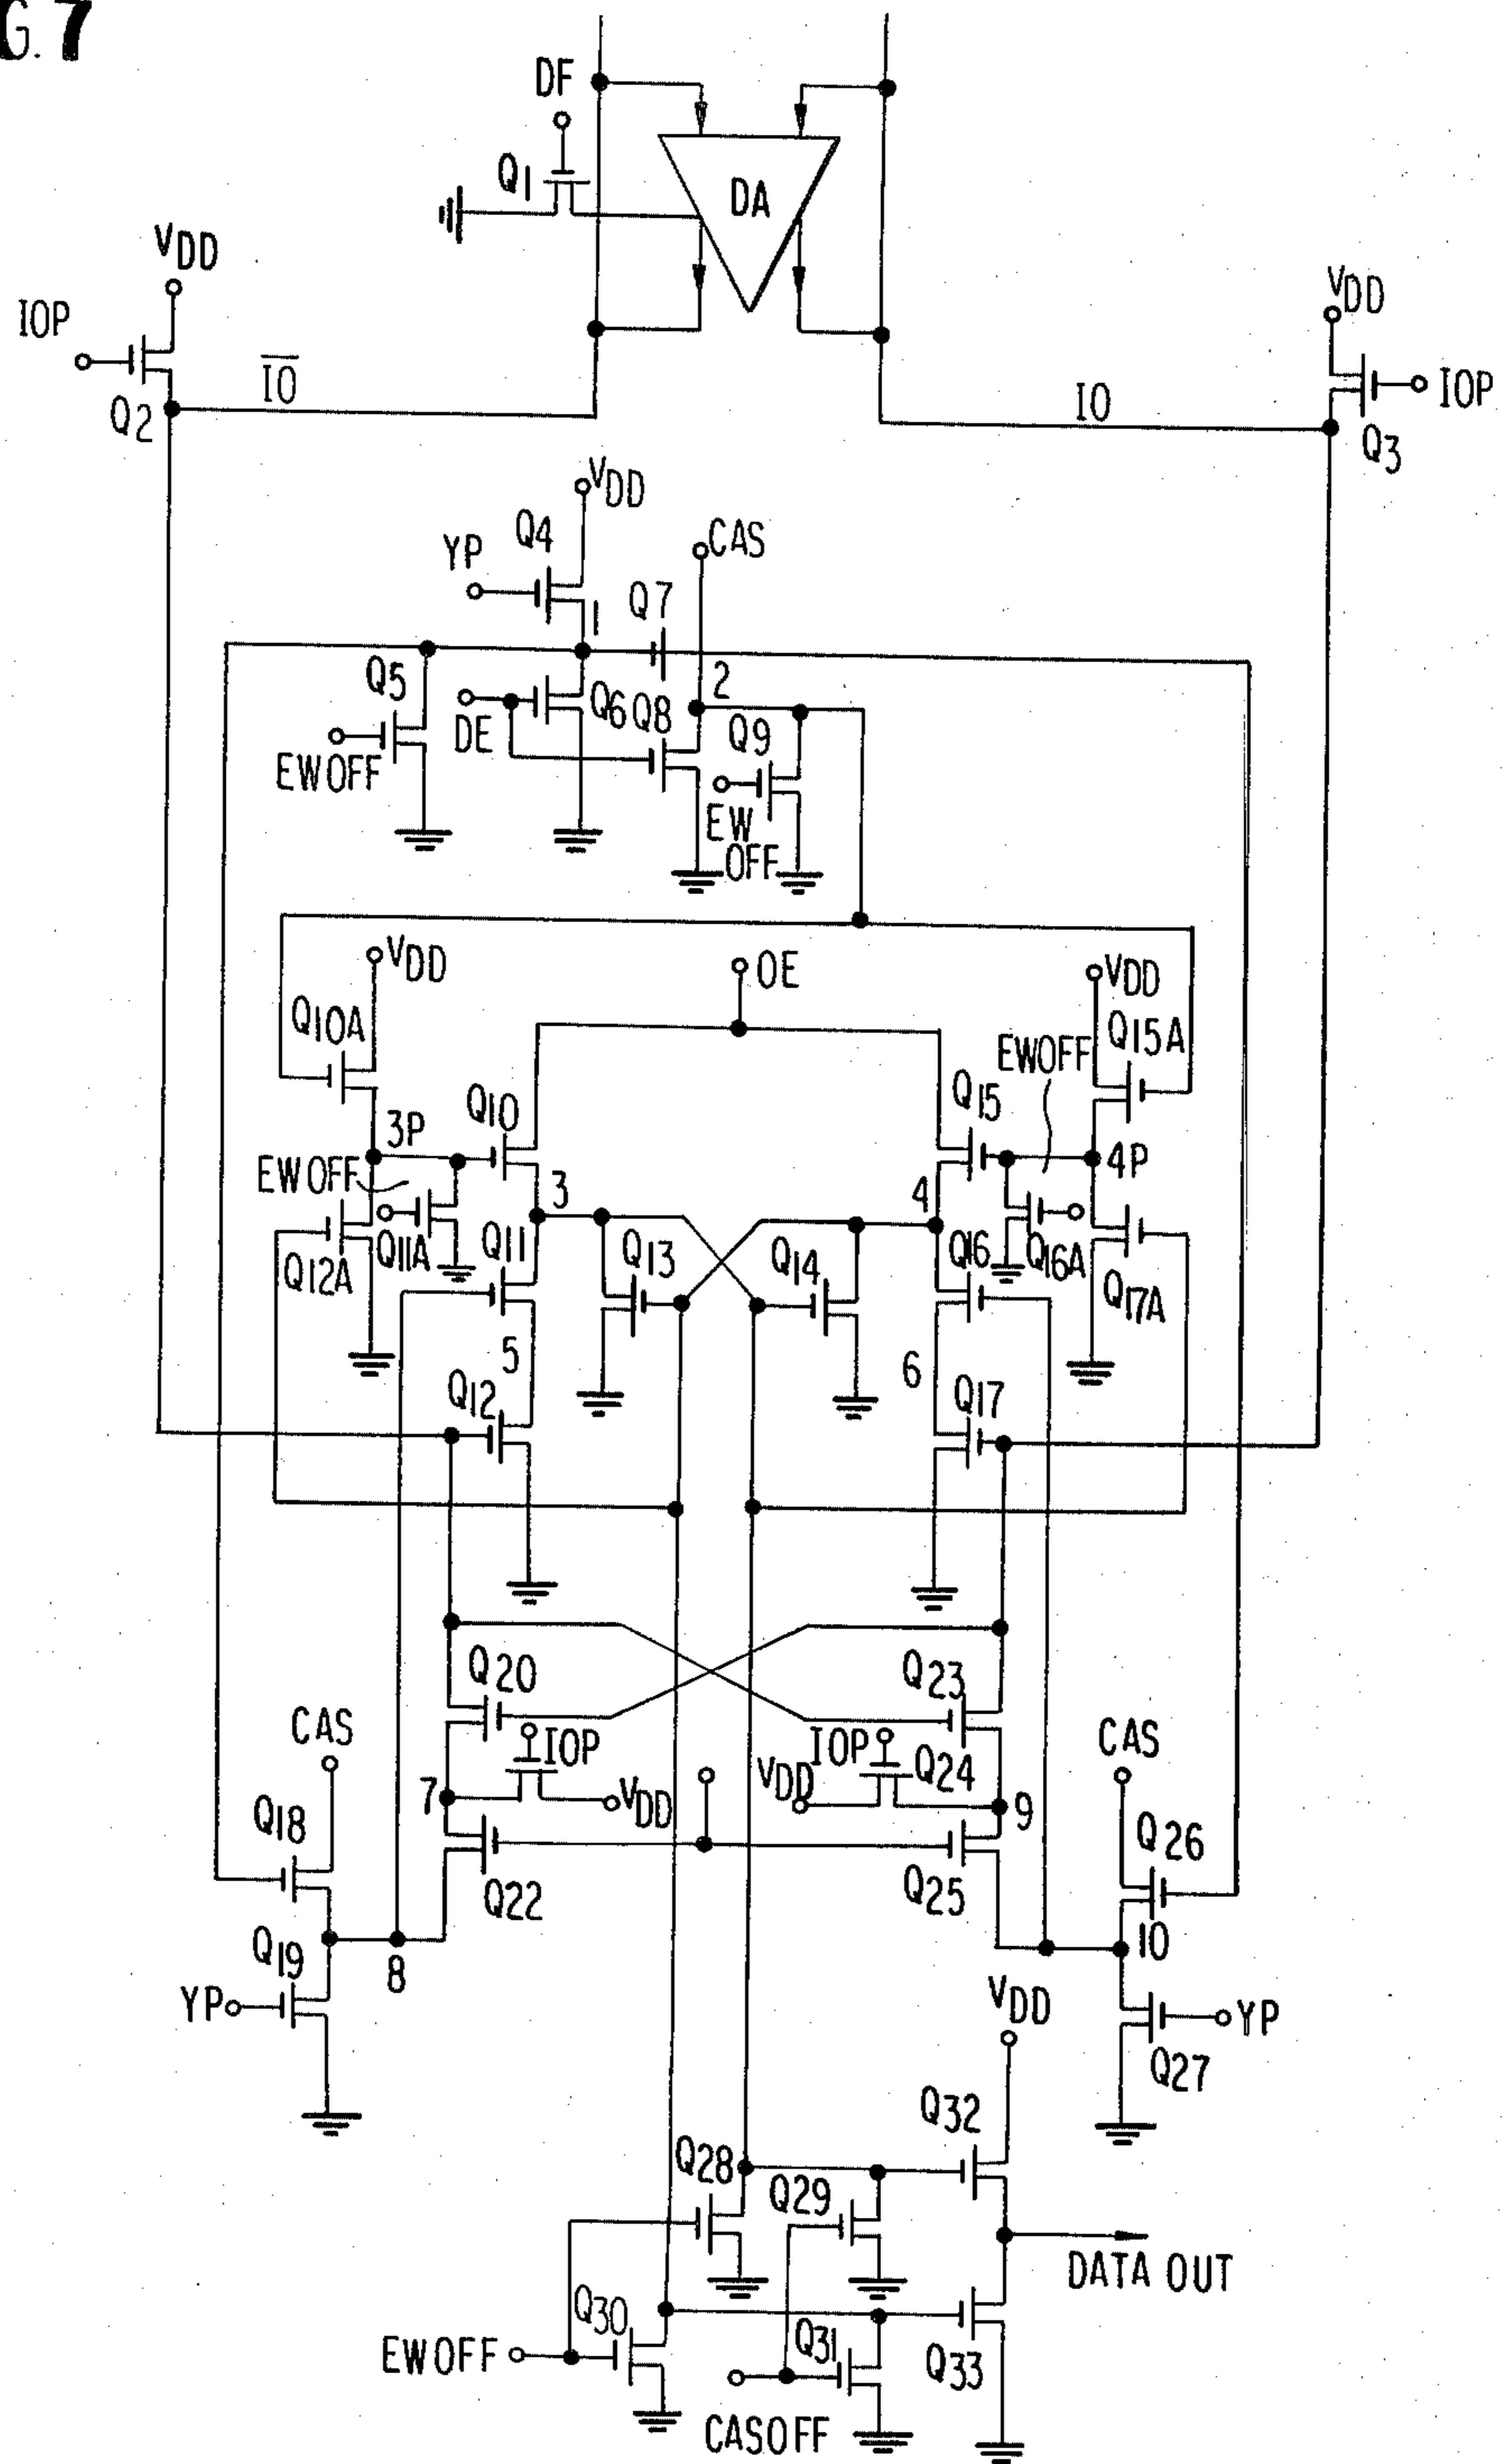 G. 7
DF
Q1
DA
VDD
IOP
Q2
IO
VDD
IOP
IO
Q3
VDD
Q4
YP
CAS
1
Q7
2
Q5
DE
Q6
Q8
Q9
EWOFF
EW
OFF
VDD
OE
VDD
Q10A
Q15A
EWOFF
Q10
Q15
3P
4P
EWOFF
3
4
Q11A
Q11
Q13
Q14
Q16
Q16A
Q12A
Q17A
5
6
Q12
Q17
Q20
Q23
CAS
IOP
IOP
Q24
CAS
7
VDD
VDD
9
Q18
Q26
Q22
Q25
Q19
8
10
YP
VDD
YP
Q27
Q32
Q28
Q29
DATA OUT
Q30
Q31
EWOFF
Q33
CASOFF